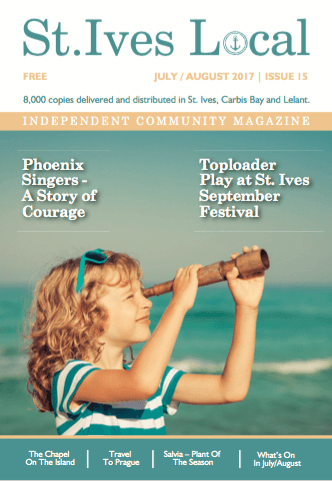 St.Ives Local
FREE
JULY / AUGUST 2017 | ISSUE 15
8,000 copies delivered and distributed in St. Ives, Carbis Bay and Lelant.
INDEPENDENT COMMUNITY MAGAZINE
Phoenix
Singers -
A Story of
Courage
Toploader
Play at St. Ives
September
Festival
The Chapel
On The Island
Travel
To Prague
Salvia – Plant Of
The Season
What's On
In July/August